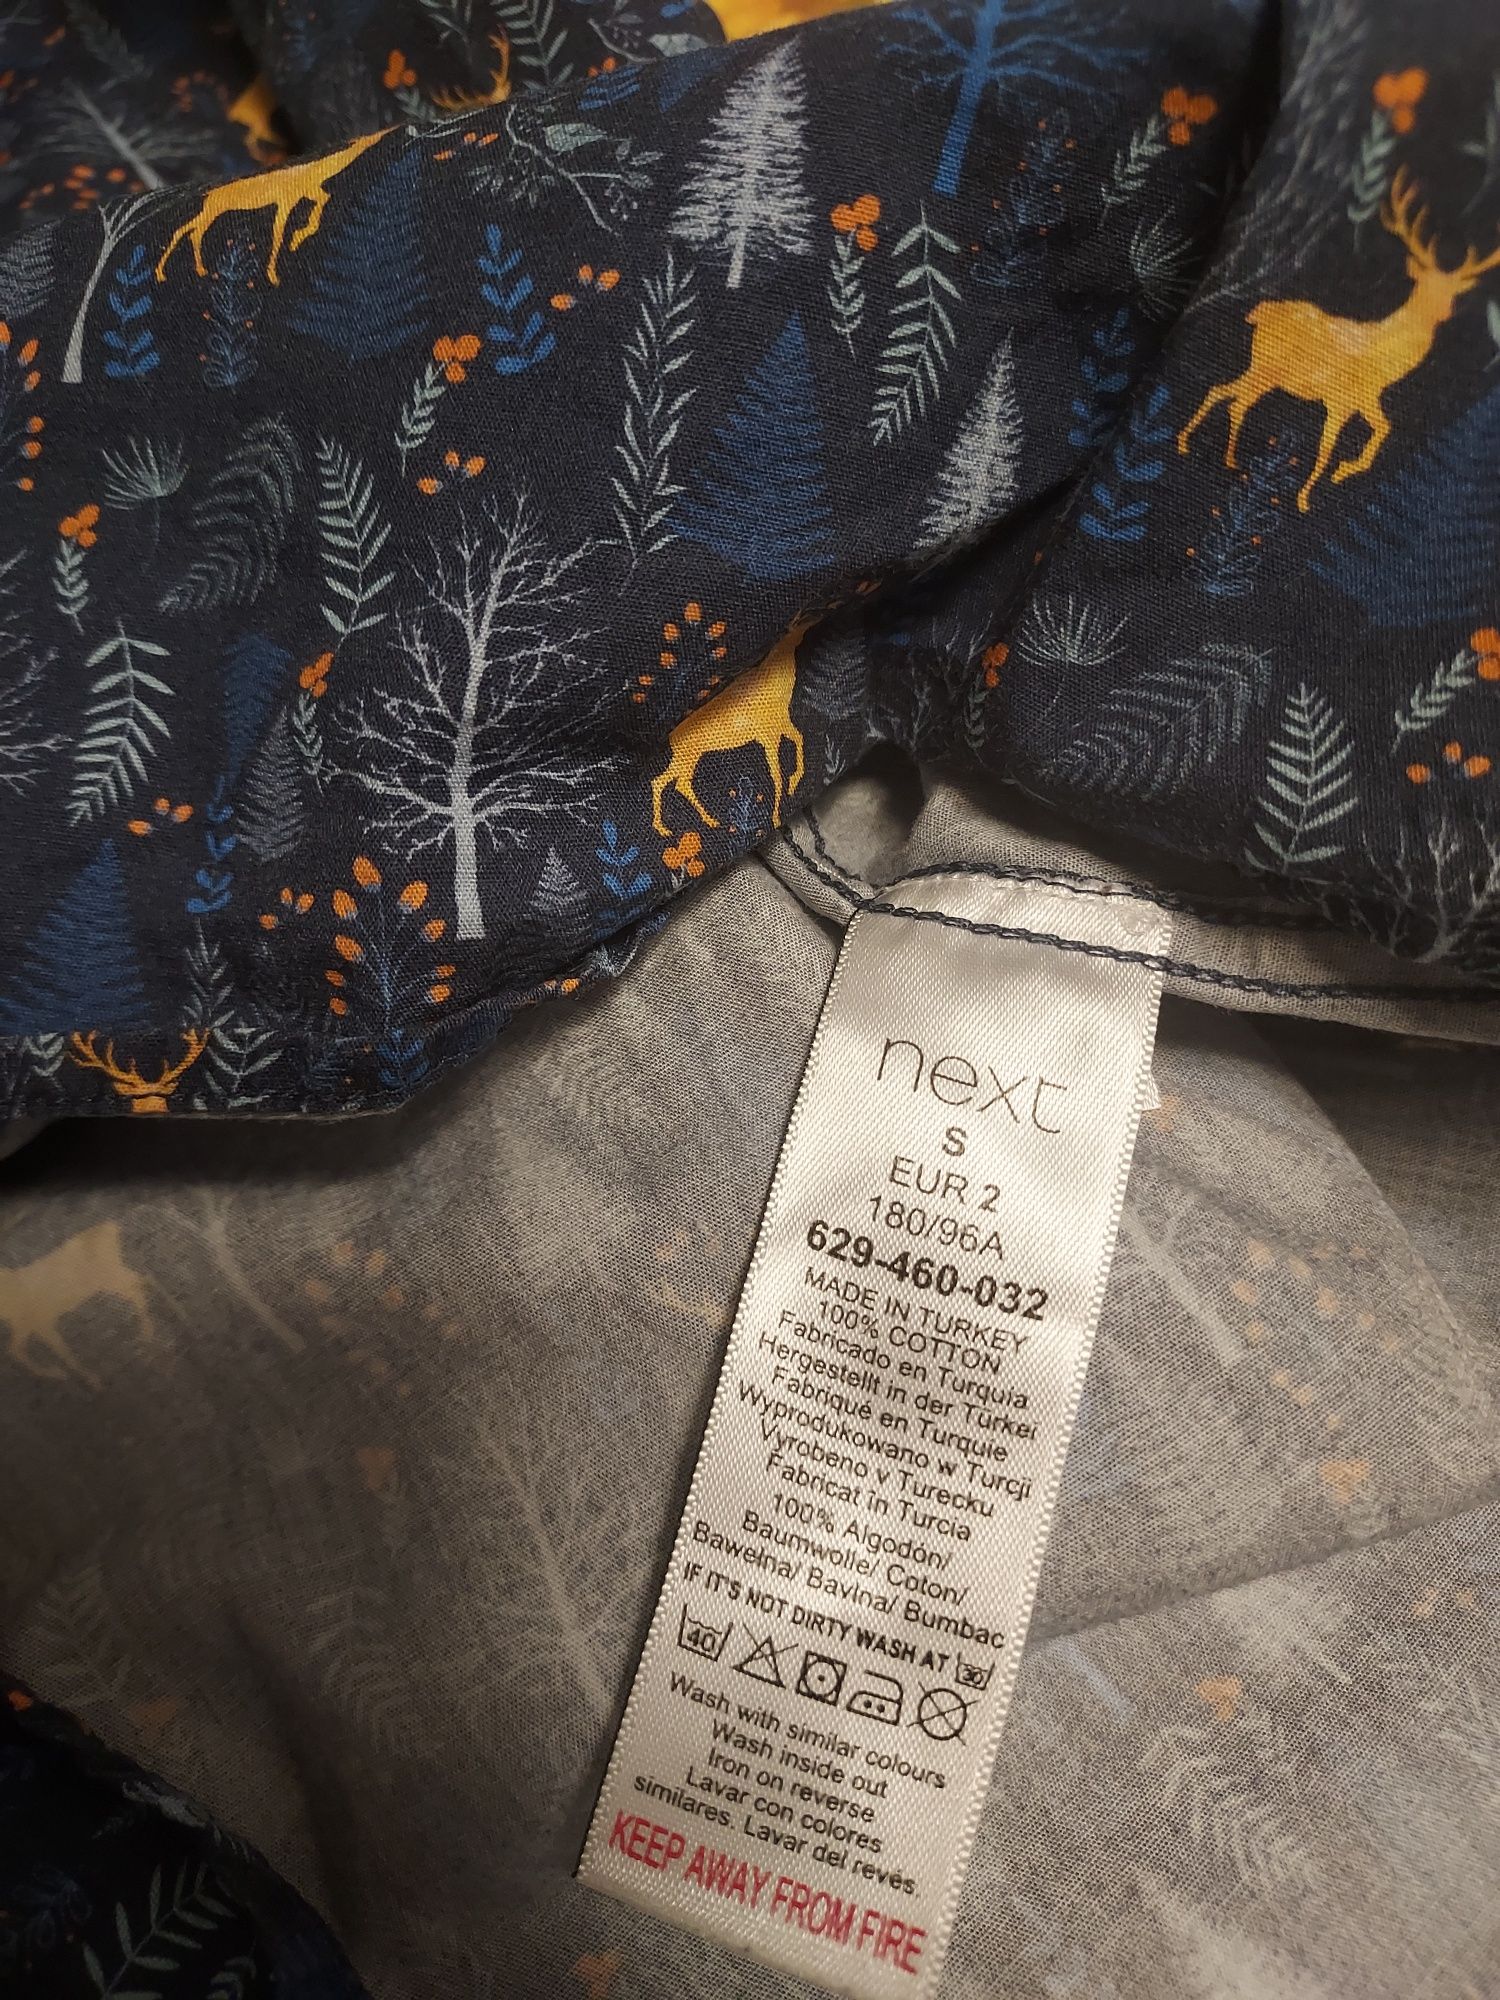 next
S
EUR 2
180/96A
629-460-032
MADE IN TURKEY
100% COTTON
Fabricado en Turquia
Hergestellt in der Türkei
Fabriqué en Turquie
Wyprodukowano w Turcji
Vyrobeno v Turecku
Fabricat în Turcia
100% Algodón/
Baumwolle/ Coton/
Bawełna/ Bavlna/ Bumbac
IF IT'S NOT DIRTY WASH AT 30
40
Wash with similar colours
Wash inside out
Iron on reverse
Lavar con colores
similares. Lavar del revés.
KEEP AWAY FROM FIRE